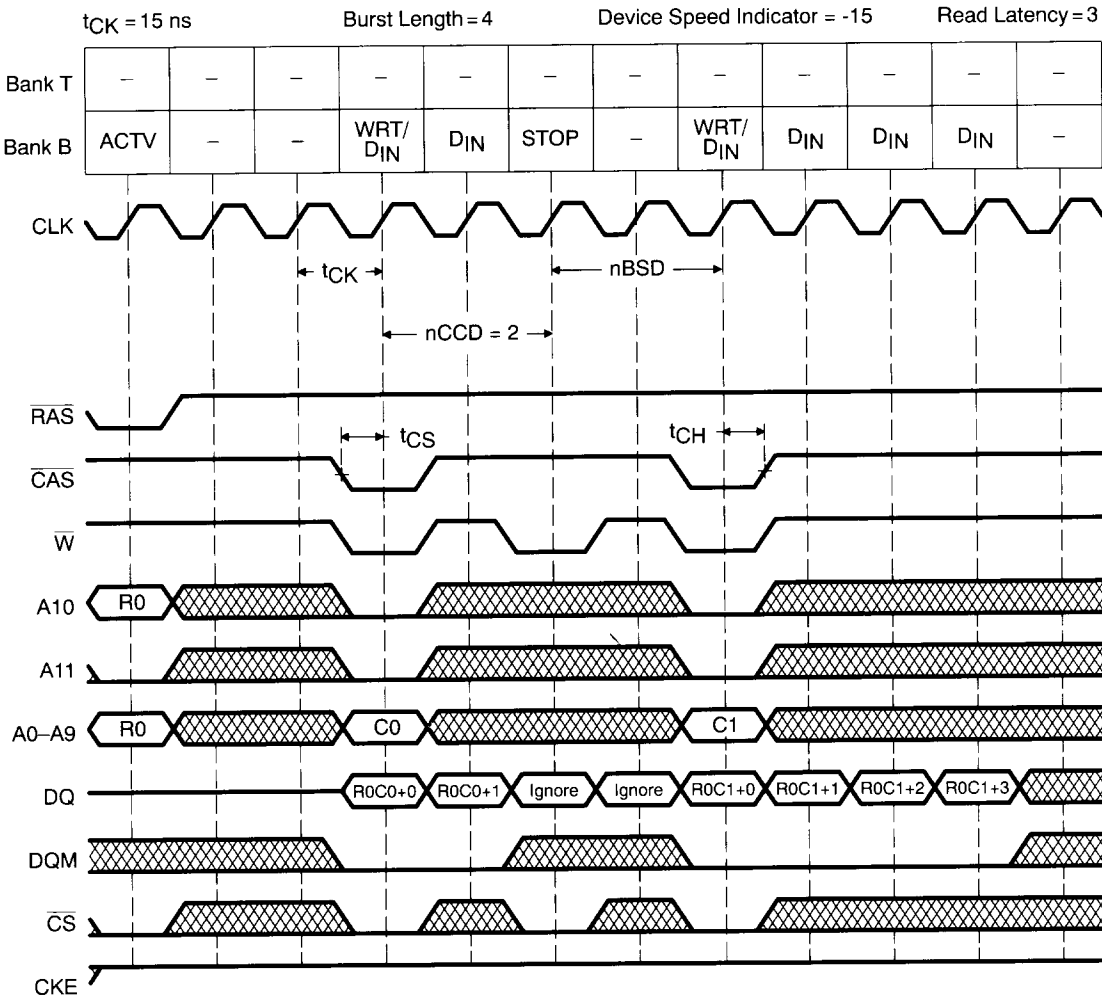 tCK = 15 ns Burst Length = 4 Device Speed Indicator = -15 Read Latency = 3
Bank T – – – – – – – – – – – –
Bank B ACTV – – WRT/DIN DIN STOP – WRT/DIN DIN DIN DIN –
CLK
tCK nBSD
nCCD = 2
RAS
tCS tCH
CAS
W
A10 R0
A11
A0–A9 R0 C0 C1
DQ R0C0+0 R0C0+1 Ignore Ignore R0C1+0 R0C1+1 R0C1+2 R0C1+3
DQM
CS
CKE